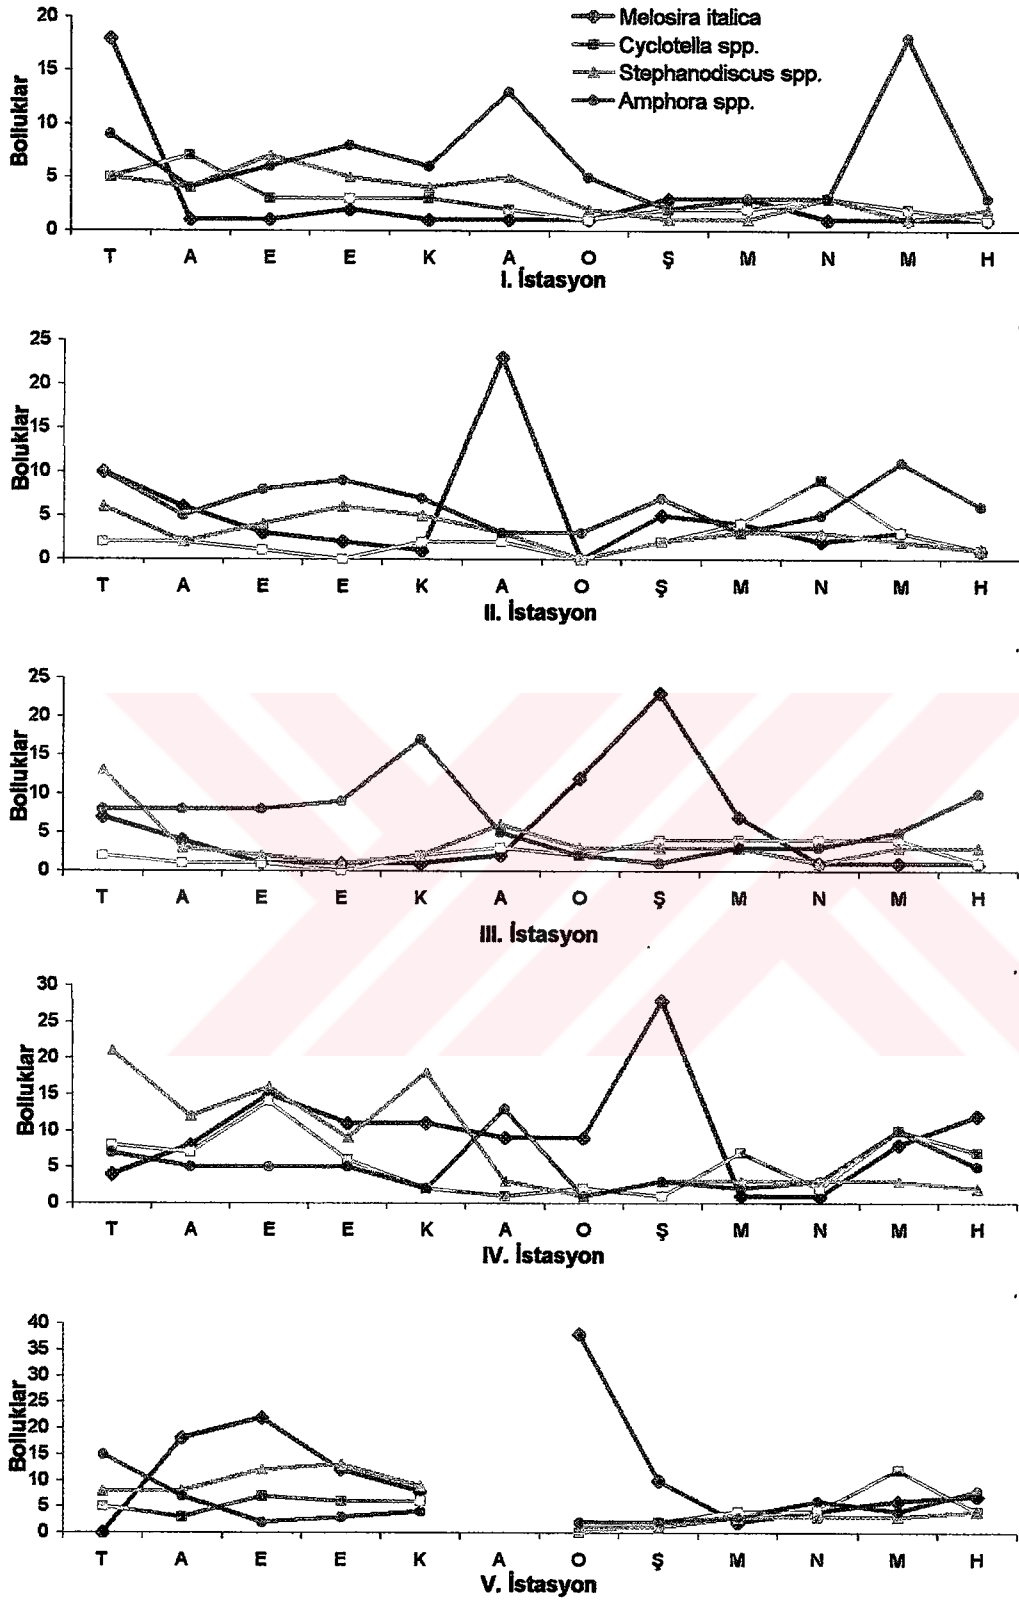 Melosira italica
Cyclotella spp.
Stephanodiscus spp.
Amphora spp.
Bolluklar
20
15
10
5
0
T A E E K A O Ş M N M H
I. İstasyon
Boluklar
25
20
15
10
5
0
T A E E K A O Ş M N M H
II. İstasyon
Bolluklar
25
20
15
10
5
0
T A E E K A O Ş M N M H
III. İstasyon
Bolluklar
30
25
20
15
10
5
0
T A E E K A O Ş M N M H
IV. İstasyon
Bolluklar
40
35
30
25
20
15
10
5
0
T A E E K A O Ş M N M H
V. İstasyon